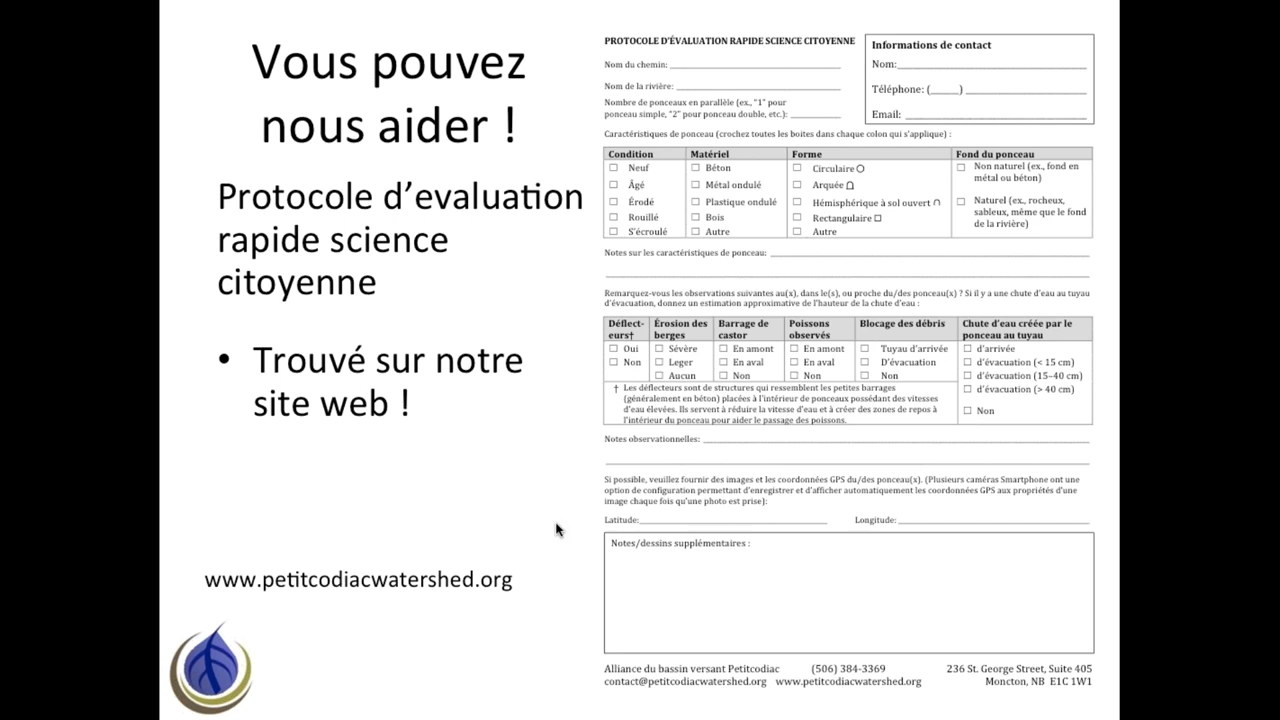 Vous pouvez
nous aider !
Protocole d’evaluation
rapide science
citoyenne
• Trouvé sur notre
site web !
www.petitcodiacwatershed.org
PROTOCOLE D'ÉVALUATION RAPIDE SCIENCE CITOYENNE
Nom du chemin:
Nom de la rivière:
Nombre de ponceaux en parallèle (ex., "1" pour
ponceau simple, "2" pour ponceau double, etc.):
Informations de contact
Nom:
Téléphone: (_____)
Email:
Caractéristiques de ponceau (crochez toutes les boites dans chaque colon qui s'applique) :
Condition Matériel Forme Fond du ponceau
☐ Neuf ☐ Béton ☐ Circulaire ☐ Non naturel (ex., fond en
métal ou béton)
☐ Âgé ☐ Métal ondulé ☐ Arquée
☐ Érodé ☐ Plastique ondulé ☐ Hémisphérique à sol ouvert ☐ Naturel (ex., rocheux,
sableux, même que le fond
de la rivière)
☐ Rouillé ☐ Bois ☐ Rectangulaire
☐ S'écroulé ☐ Autre ☐ Autre
Notes sur les caractéristiques de ponceau:
Remarquez-vous les observations suivantes au(x), dans le(s), ou proche du/des ponceau(x) ? Si il y a une chute d'eau au tuyau
d'évacuation, donnez un estimation approximative de l'hauteur de la chute d'eau :
Déflect- Érosion des Barrage de Poissons Blocage des débris Chute d'eau créée par le
eurs† berges castor observés ponceau au tuyau
☐ Oui ☐ Sévère ☐ En amont ☐ En amont ☐ Tuyau d'arrivée ☐ d'arrivée
☐ Non ☐ Leger ☐ En aval ☐ En aval ☐ D'évacuation ☐ d'évacuation (< 15 cm)
☐ Aucun ☐ Non ☐ Non ☐ Non ☐ d'évacuation (15–40 cm)
☐ d'évacuation (> 40 cm)
☐ Non
† Les déflecteurs sont de structures qui ressemblent les petites barrages
(généralement en béton) placées à l'intérieur de ponceaux possédant des vitesses
d'eau élevées. Ils servent à réduire la vitesse d'eau et à créer des zones de repos à
l'intérieur du ponceau pour aider le passage des poissons.
Notes observationnelles:
Si possible, veuillez fournir des images et les coordonnées GPS du/des ponceau(x). (Plusieurs caméras Smartphone ont une
option de configuration permettant d'enregistrer et d'afficher automatiquement les coordonnées GPS aux propriétés d'une
image chaque fois qu'une photo est prise):
Latitude: Longitude:
Notes/dessins supplémentaires :
Alliance du bassin versant Petitcodiac (506) 384-3369 236 St. George Street, Suite 405
contact@petitcodiacwatershed.org www.petitcodiacwatershed.org Moncton, NB E1C 1W1